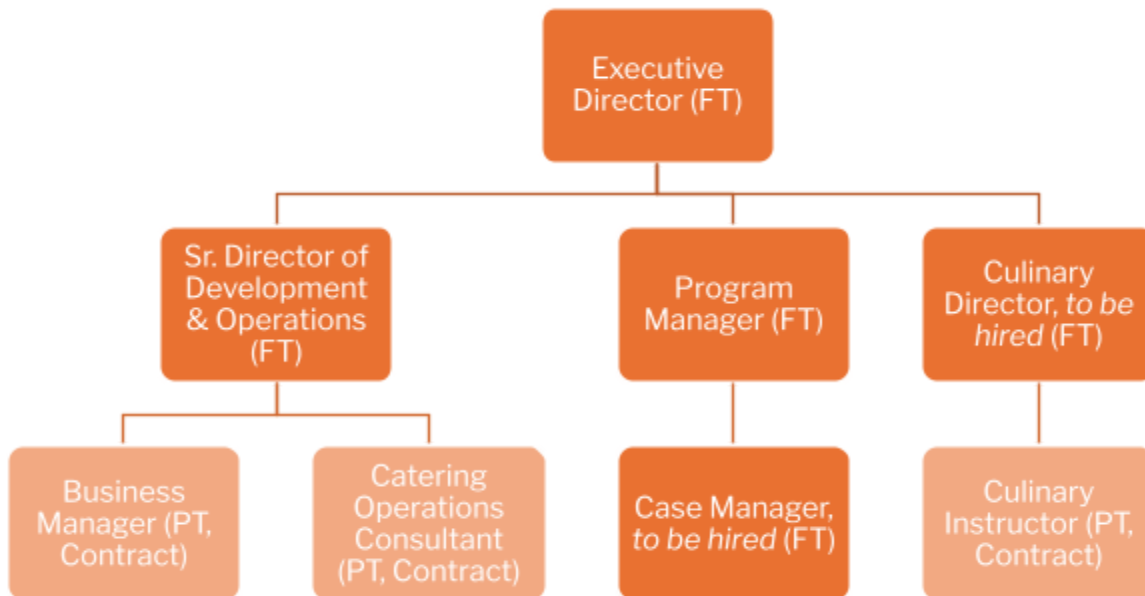 Executive
Director (FT)
Sr. Director of
Development
& Operations
(FT)
Program
Manager (FT)
Culinary
Director, to be
hired (FT)
Business
Manager (PT,
Contract)
Catering
Operations
Consultant
(PT, Contract)
Case Manager,
to be hired (FT)
Culinary
Instructor (PT,
Contract)